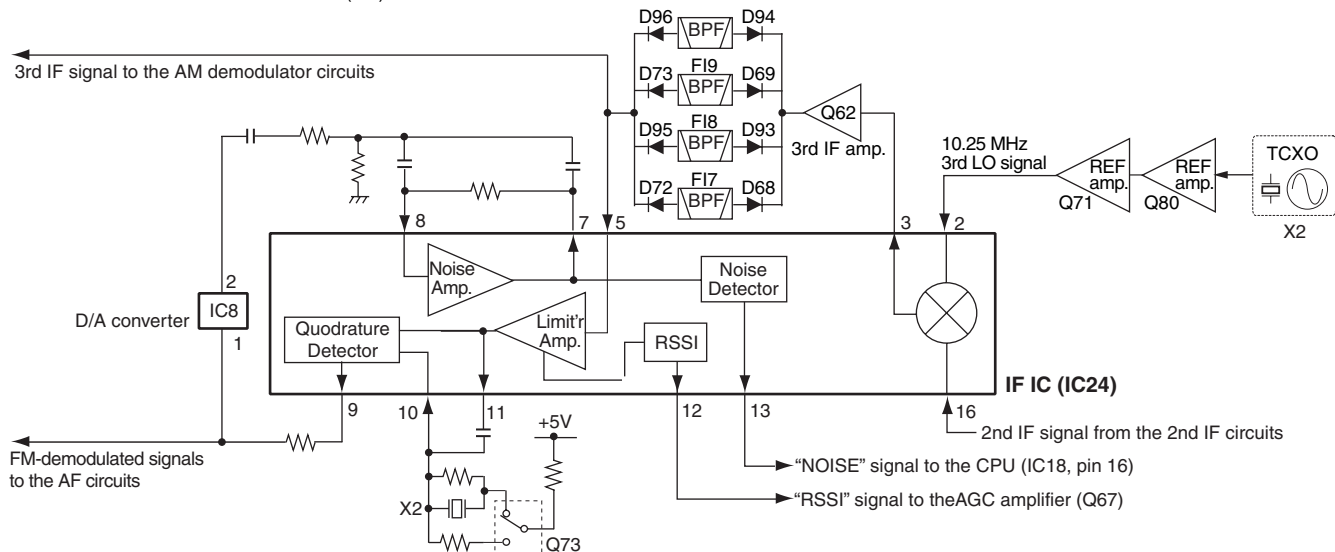 D96
BPF
D94
3rd IF signal to the AM demodulator circuits
D73
FI9
BPF
D69
Q62
3rd IF amp.
D95
FI8
BPF
D93
D72
FI7
BPF
D68
10.25 MHz
3rd LO signal
REF
amp.
Q71
REF
amp.
Q80
TCXO
X2
8
7
5
3
2
Noise
Amp.
Noise
Detector
2
IC8
1
D/A converter
Quodrature
Detector
Limit'r
Amp.
RSSI
IF IC (IC24)
9
10
11
12
13
16
+5V
2nd IF signal from the 2nd IF circuits
FM-demodulated signals
to the AF circuits
"NOISE" signal to the CPU (IC18, pin 16)
"RSSI" signal to theAGC amplifier (Q67)
X2
Q73